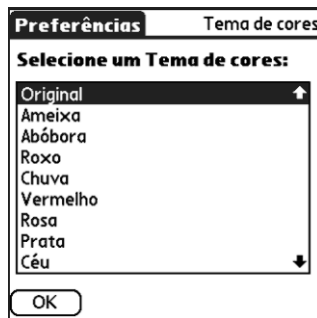 Preferências Tema de cores
Selecione um Tema de cores:
Original
Ameixa
Abóbora
Roxo
Chuva
Vermelho
Rosa
Prata
Céu
OK